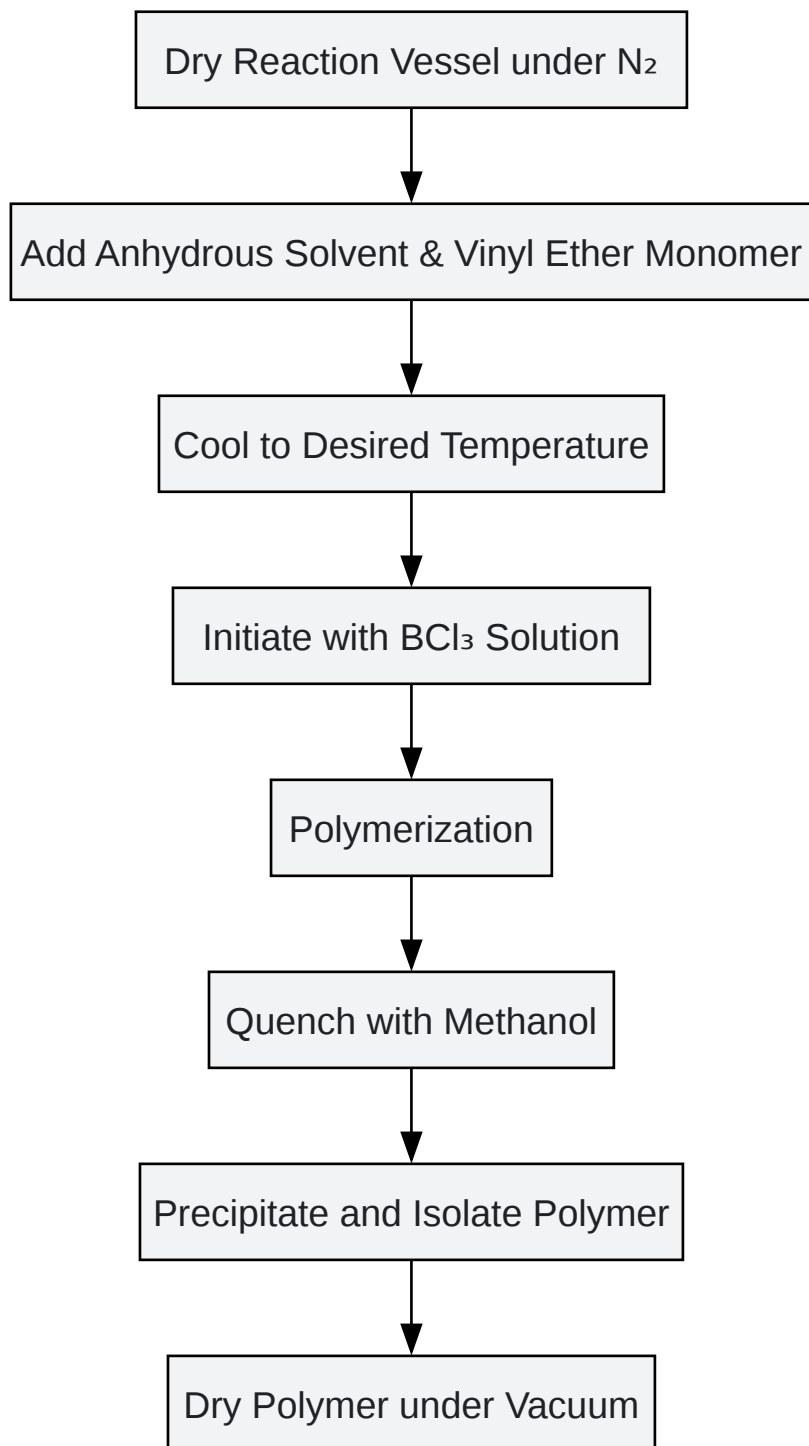 Dry Reaction Vessel under N₂
Add Anhydrous Solvent & Vinyl Ether Monomer
Cool to Desired Temperature
Initiate with BCl₃ Solution
Polymerization
Quench with Methanol
Precipitate and Isolate Polymer
Dry Polymer under Vacuum